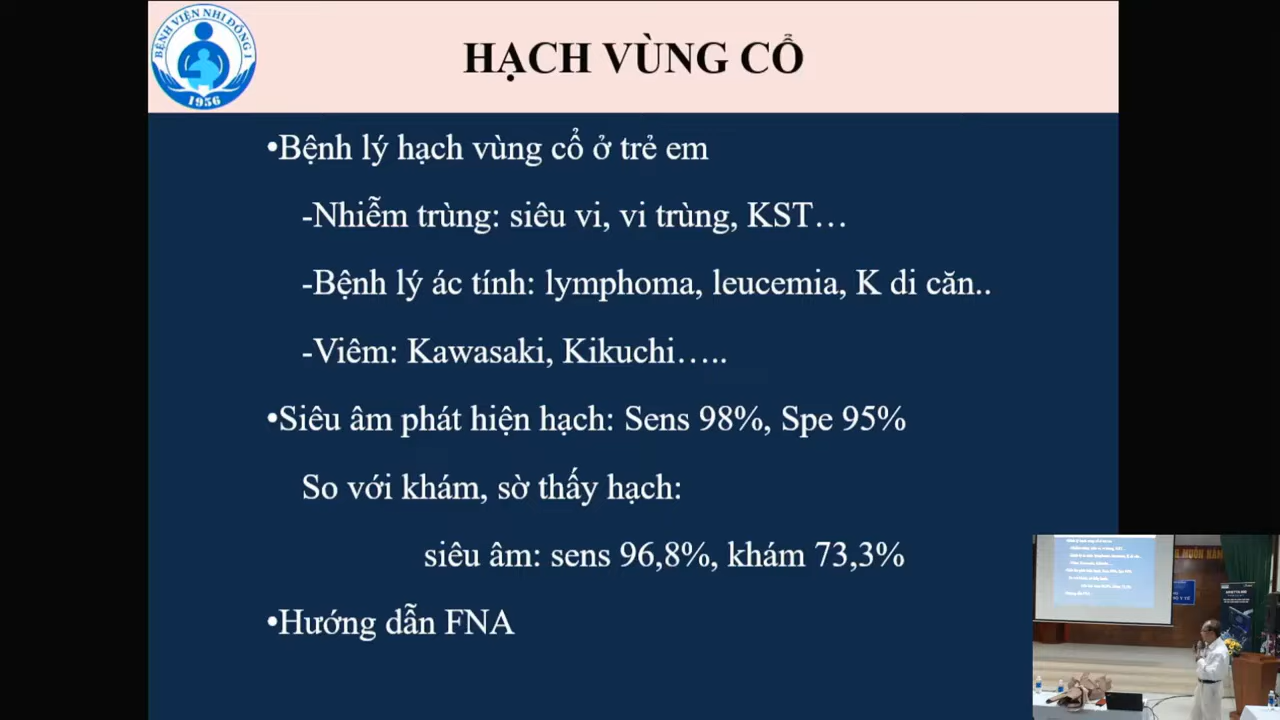 BỆNH VIỆN NHI ĐỒNG 1
1956
HẠCH VÙNG CỔ
•Bệnh lý hạch vùng cổ ở trẻ em
-Nhiễm trùng: siêu vi, vi trùng, KST…
-Bệnh lý ác tính: lymphoma, leucemia, K di căn..
-Viêm: Kawasaki, Kikuchi…..
•Siêu âm phát hiện hạch: Sens 98%, Spe 95%
So với khám, sờ thấy hạch:
siêu âm: sens 96,8%, khám 73,3%
•Hướng dẫn FNA